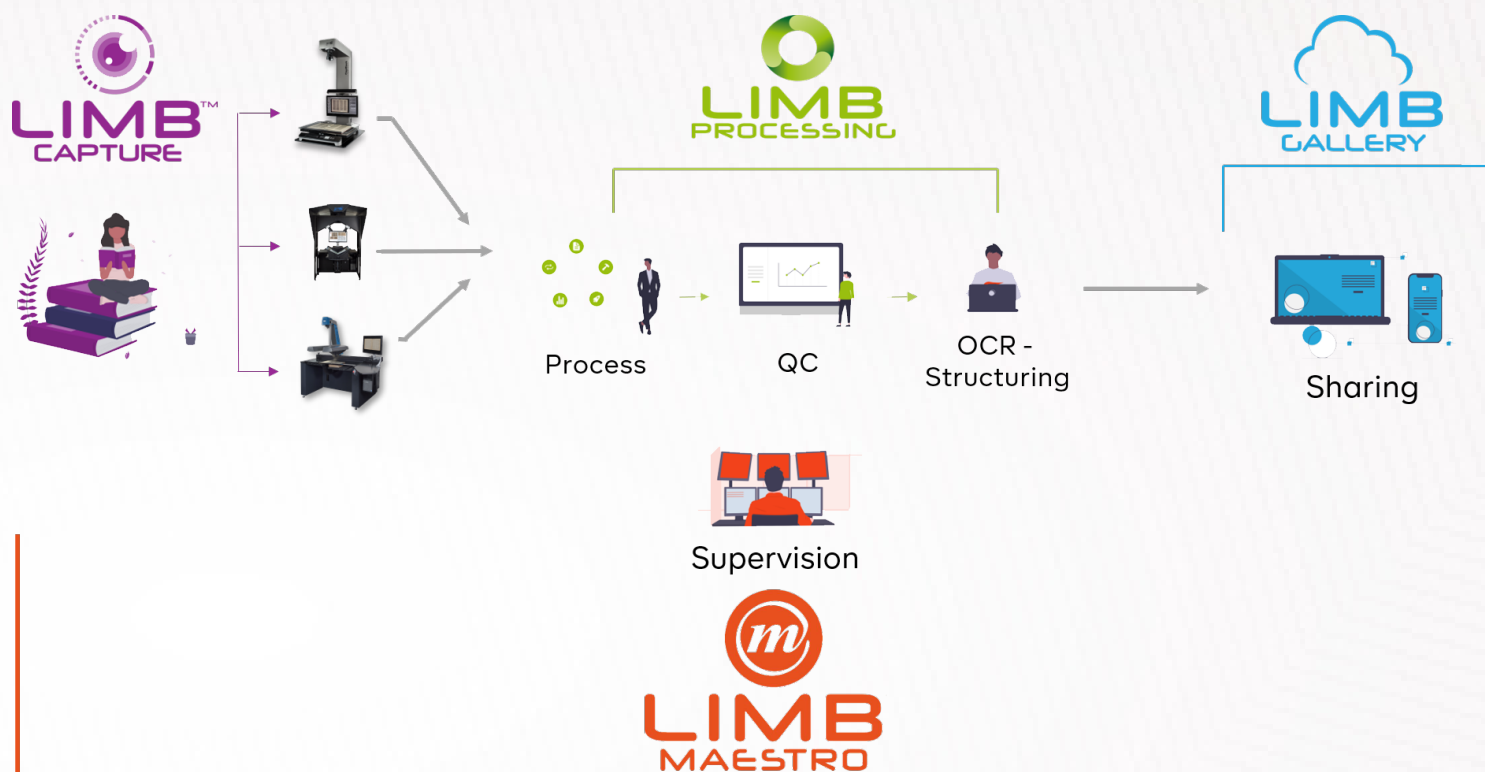 LIMB™
CAPTURE
LIMB
PROCESSING
LIMB
GALLERY
Process
QC
OCR -
Structuring
Sharing
Supervision
m
LIMB
MAESTRO